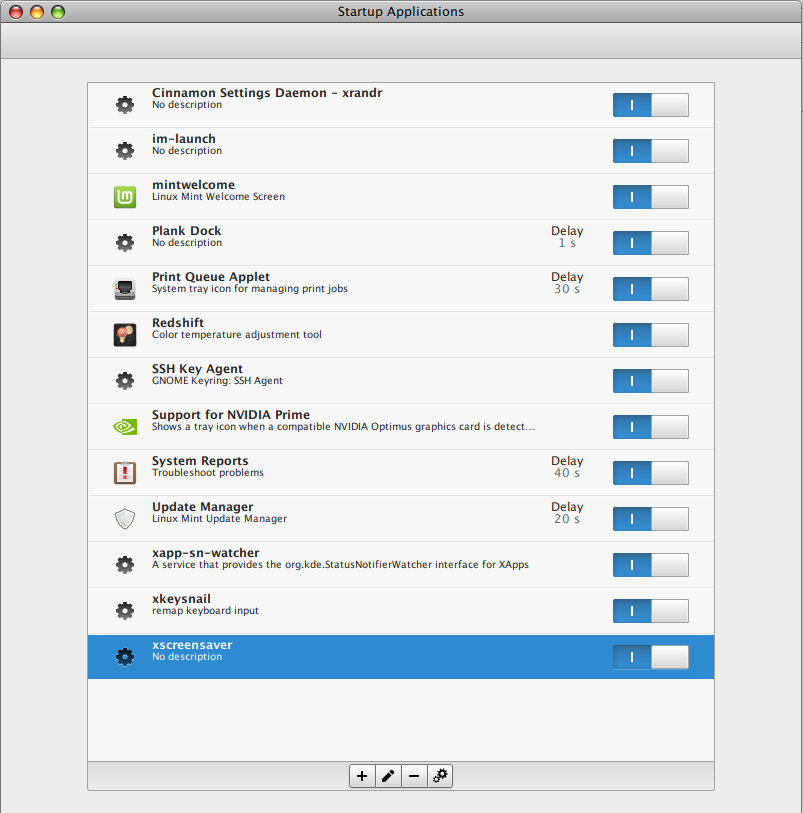 Startup Applications
Cinnamon Settings Daemon - xrandr
No description
im-launch
No description
mintwelcome
Linux Mint Welcome Screen
Plank Dock
No description
Delay
1 s
Print Queue Applet
System tray icon for managing print jobs
Delay
30 s
Redshift
Color temperature adjustment tool
SSH Key Agent
GNOME Keyring: SSH Agent
Support for NVIDIA Prime
Shows a tray icon when a compatible NVIDIA Optimus graphics card is detect...
System Reports
Troubleshoot problems
Delay
40 s
Update Manager
Linux Mint Update Manager
Delay
20 s
xapp-sn-watcher
A service that provides the org.kde.StatusNotifierWatcher interface for XApps
xkeysnail
remap keyboard input
xscreensaver
No description